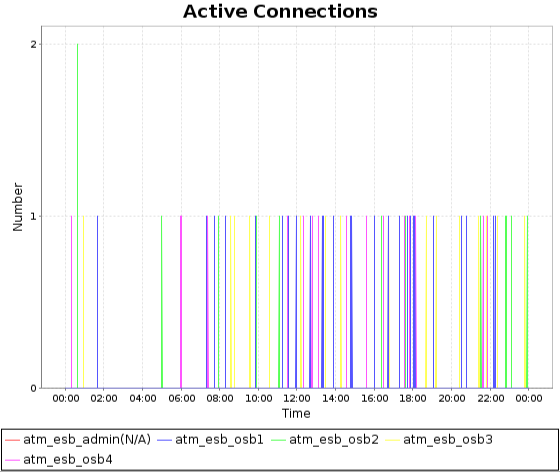 Active Connections
2
1
0
Number
00:00 02:00 04:00 06:00 08:00 10:00 12:00 14:00 16:00 18:00 20:00 22:00 00:00
Time
atm_esb_admin(N/A) atm_esb_osb1 atm_esb_osb2 atm_esb_osb3
atm_esb_osb4